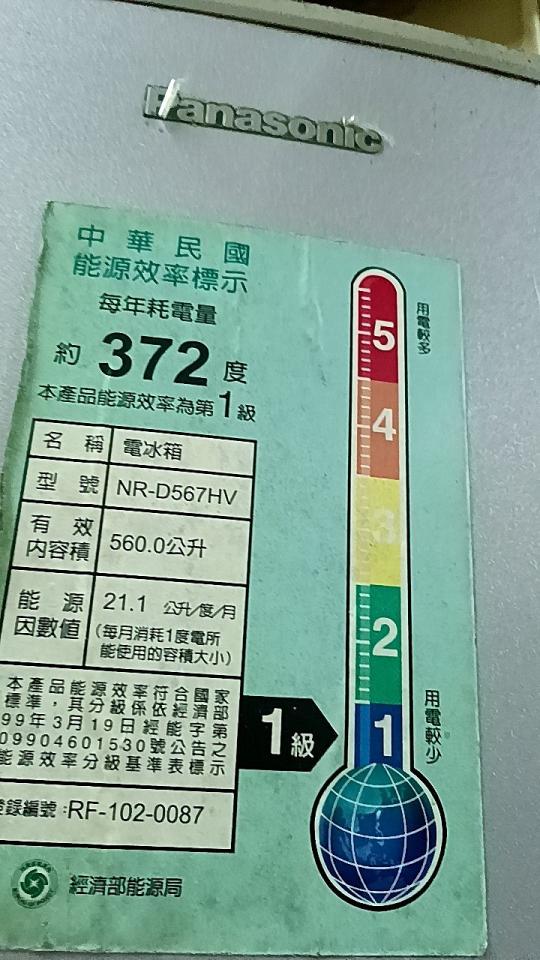 Panasonic
中華民國
能源效率標示
每年耗電量
約 372 度
本產品能源效率為第1級
名稱 電冰箱
型號 NR-D567HV
有效內容積 560.0公升
能源因數值 21.1 公升/度/月
(每月消耗1度電所
能使用的容積大小)
本產品能源效率符合國家
標準，其分級係依經濟部
99年3月19日經能字第
09904601530號公告之
能源效率分級基準表標示
登錄編號:RF-102-0087
經濟部能源局
用電較多
5
4
3
2
1
1級
用電較少